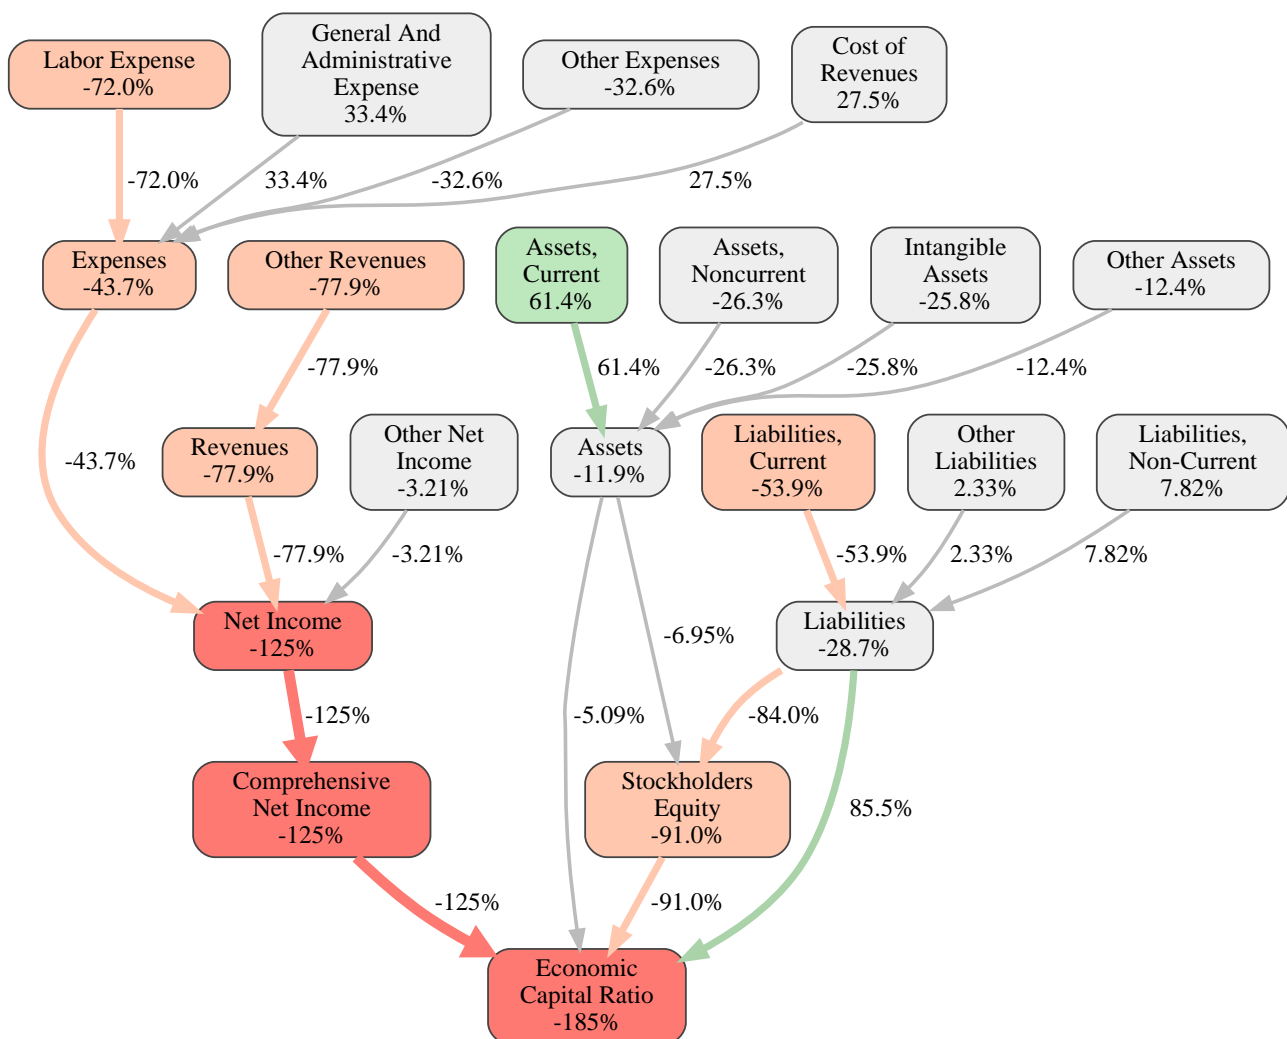 Labor Expense
-72.0%
General And
Administrative
Expense
33.4%
Other Expenses
-32.6%
Cost of
Revenues
27.5%
-72.0%
33.4%
-32.6%
27.5%
Expenses
-43.7%
Other Revenues
-77.9%
Assets,
Current
61.4%
Assets,
Noncurrent
-26.3%
Intangible
Assets
-25.8%
Other Assets
-12.4%
-77.9%
61.4%
-26.3%
-25.8%
-12.4%
-43.7%
Revenues
-77.9%
Other Net
Income
-3.21%
Assets
-11.9%
Liabilities,
Current
-53.9%
Other
Liabilities
2.33%
Liabilities,
Non-Current
7.82%
-77.9%
-3.21%
-53.9%
2.33%
7.82%
Net Income
-125%
-6.95%
Liabilities
-28.7%
-125%
-5.09%
-84.0%
Comprehensive
Net Income
-125%
Stockholders
Equity
-91.0%
85.5%
-125%
-91.0%
Economic
Capital Ratio
-185%